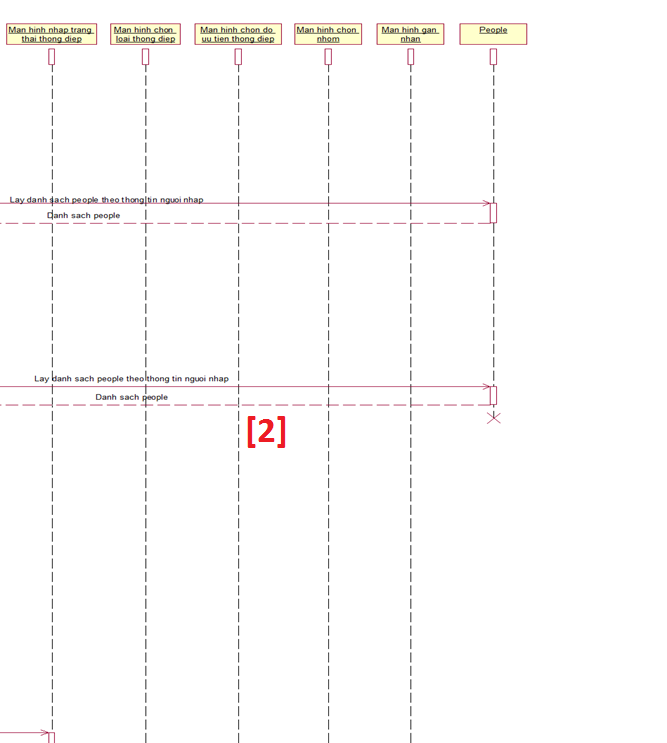 Man hinh nhap trang
thai thong diep
Man hinh chon
loai thong diep
Man hinh chon do
uu tien thong diep
Man hinh chon
nhom
Man hinh gan
nhan
People
Lay danh sach people theo thong tin nguoi nhap
Danh sach people
Lay danh sach people theo thong tin nguoi nhap
Danh sach people
[2]